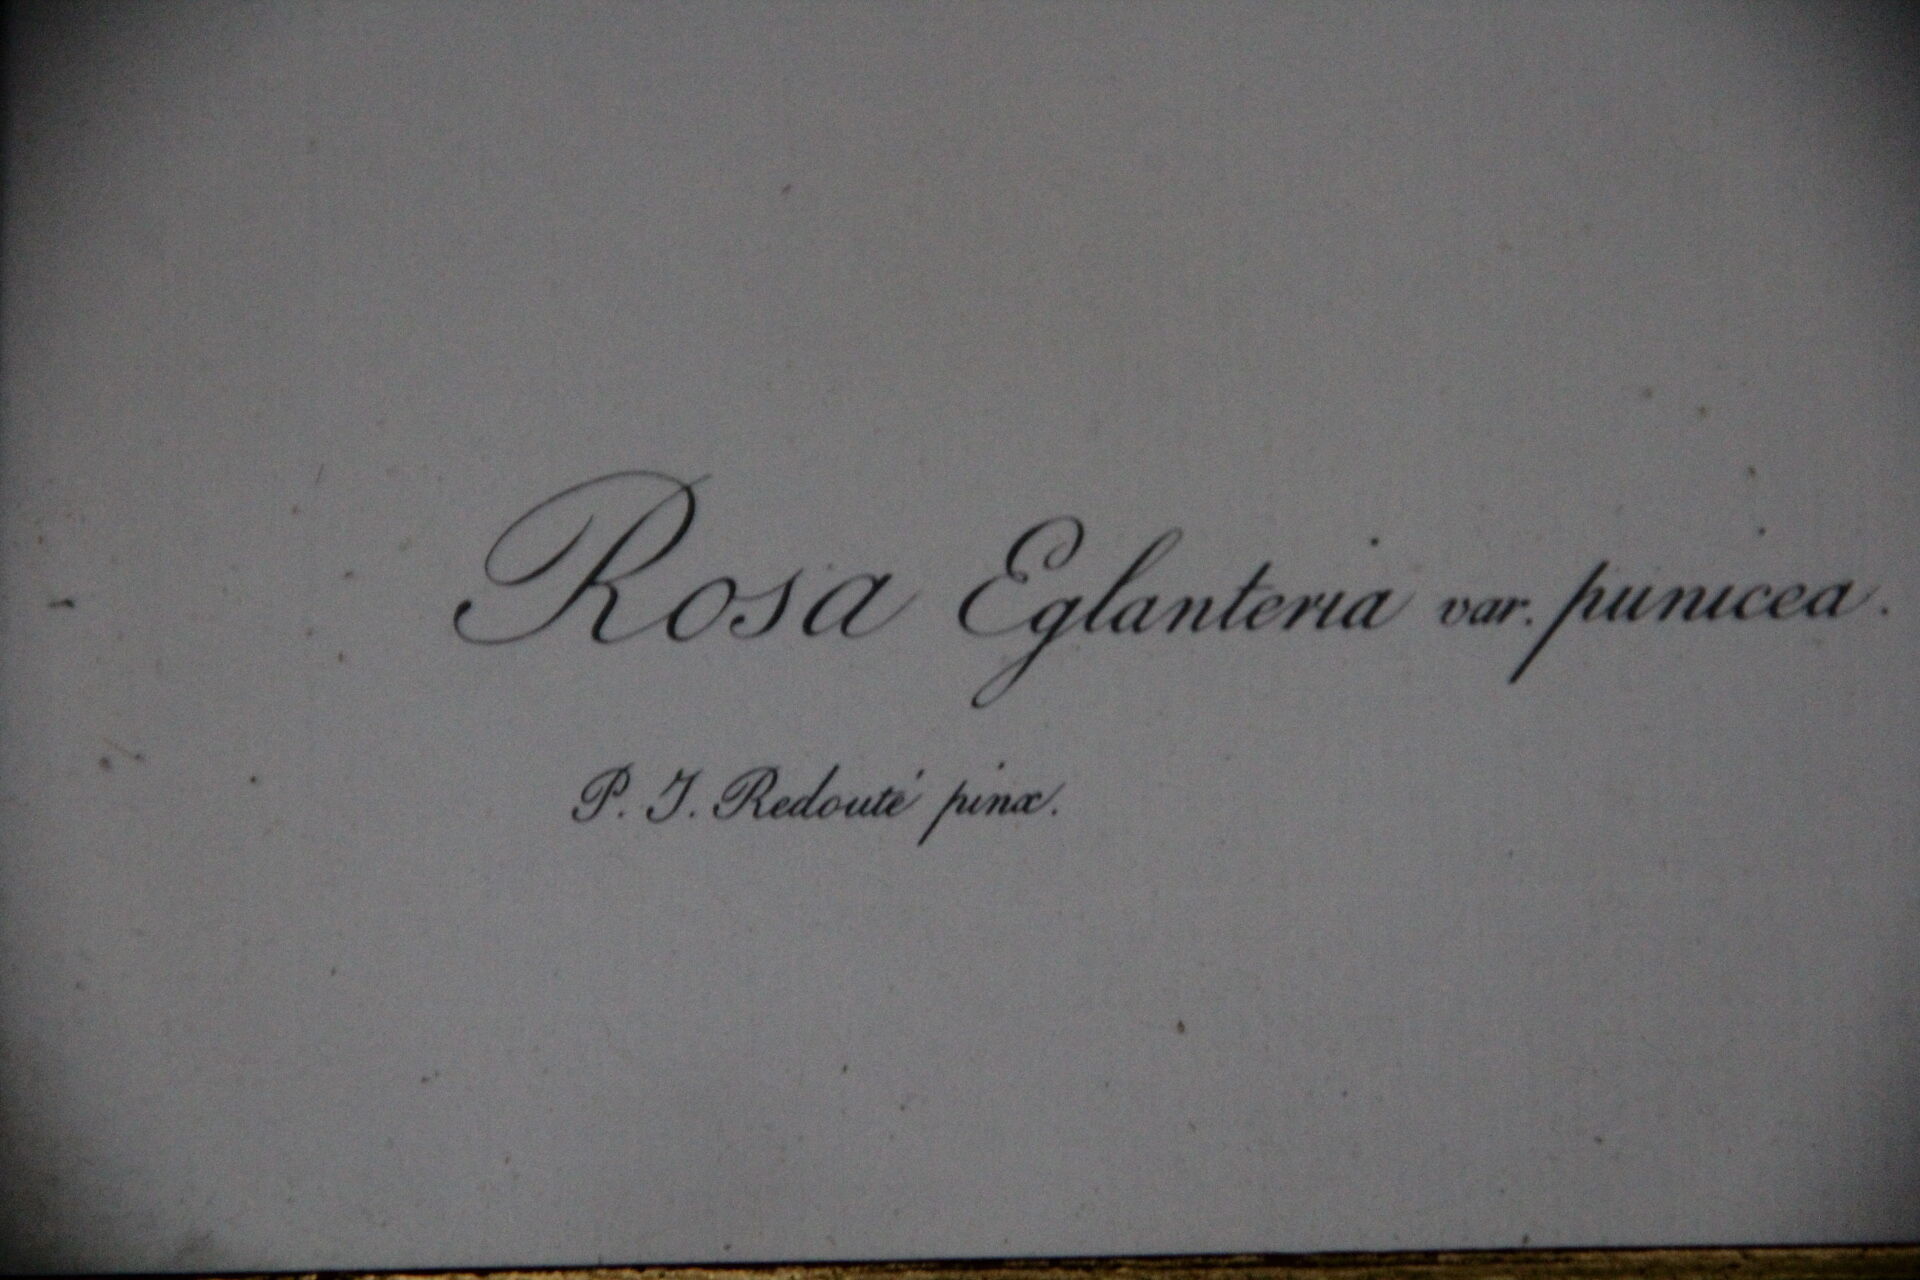 Rosa Eglanteria var. punicea.
P. J. Redouté pinx.